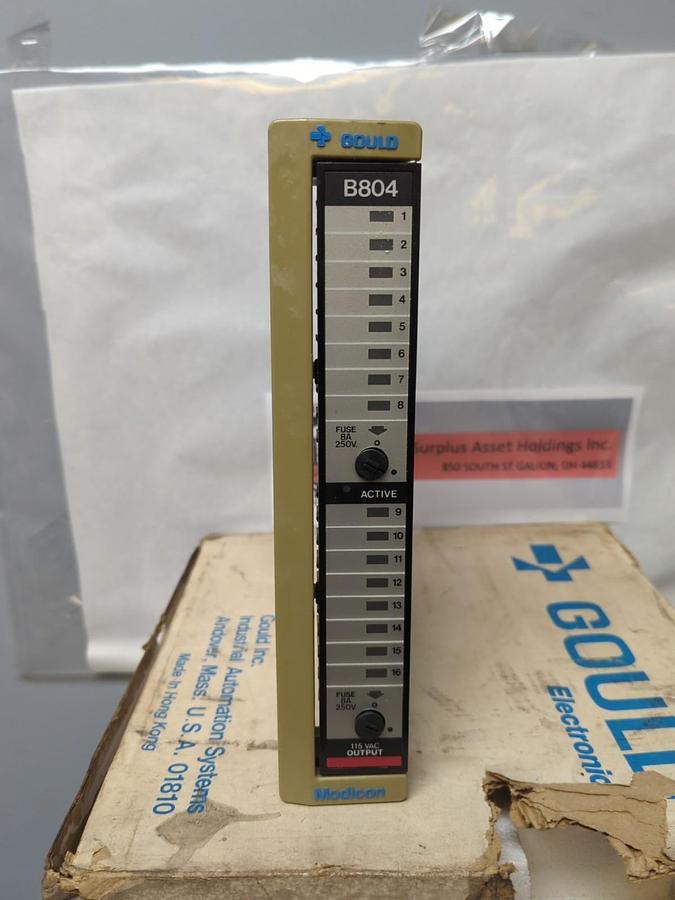 GOULD
B804
1
2
3
4
5
6
7
8
FUSE
8A
250V.
ACTIVE
9
10
11
12
13
14
15
16
FUSE
8A
250V.
115 VAC
OUTPUT
Modicon
Surplus Asset Holdings Inc.
850 SOUTH ST GALION, OH 44833
Gould Inc.
Industrial Automation Systems
Andover, Mass. U.S.A. 01810
Made in Hong Kong
GOUL
Electronic